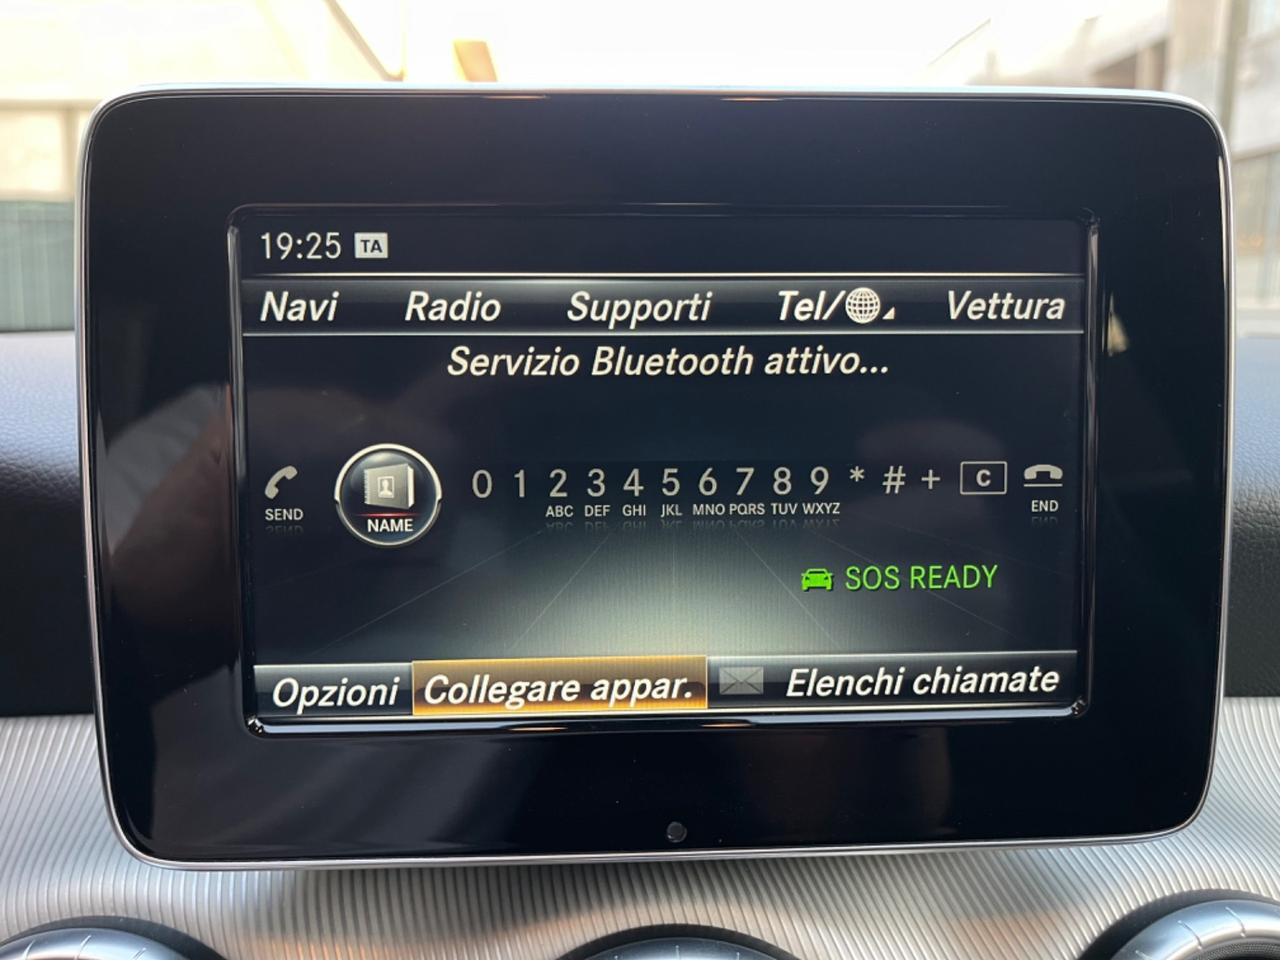 19:25 TA
Navi Radio Supporti Tel/ Vettura
Servizio Bluetooth attivo...
SEND NAME 0 1 2 3 4 5 6 7 8 9 * # + C END
ABC DEF GHI JKL MNO PQRS TUV WXYZ
SOS READY
Opzioni Collegare appar. Elenchi chiamate